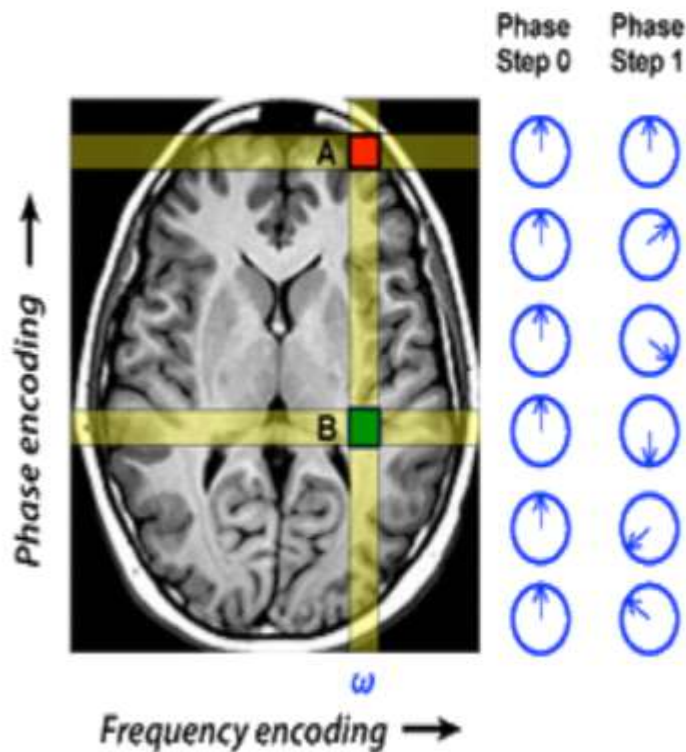 Phase Step 0
Phase Step 1
A
Phase encoding
B
ω
Frequency encoding